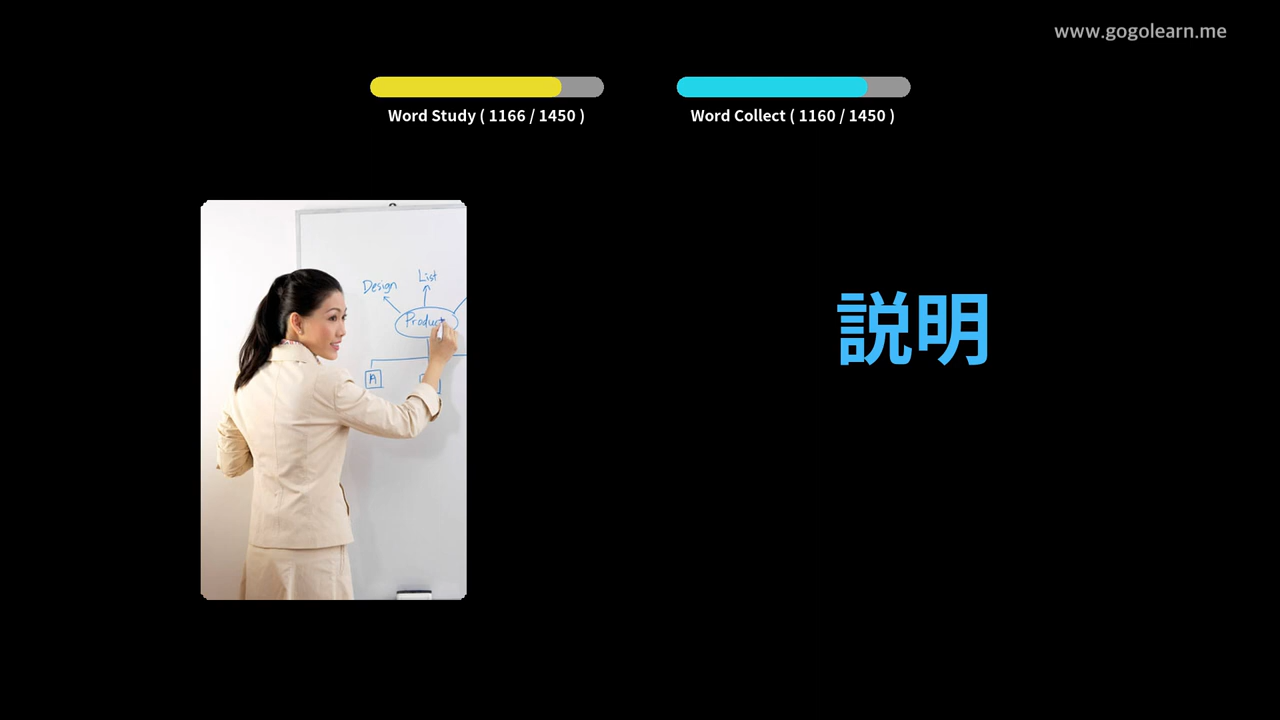 www.gogolearn.me
Word Study ( 1166 / 1450 )
Word Collect ( 1160 / 1450 )
List
Design
Product
A
説明